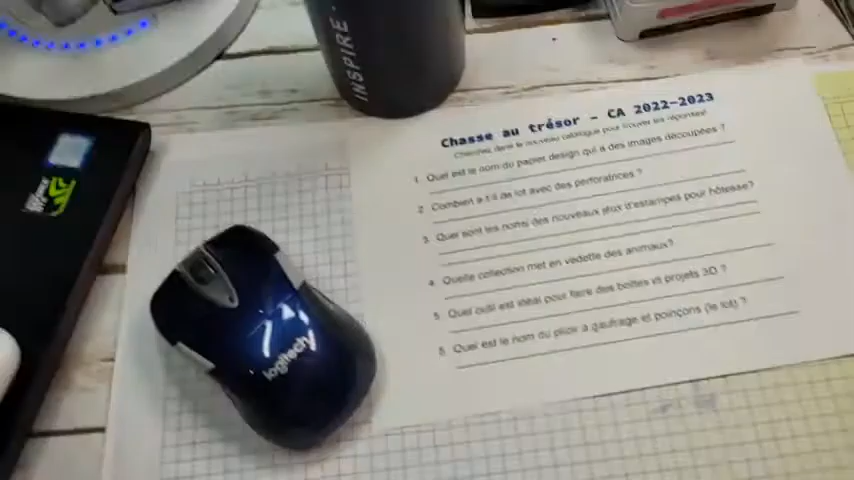 INSPIRE
Chasse au trésor - CA 2022-2023
Cherchez dans le nouveau catalogue pour trouver les réponses!
1. Quel est le nom du papier design qui a des images découpées ?
2. Combien a t-il de lot avec des perforatrices ?
3. Quel sont les noms des nouveaux jeux d'estampes pour hôtesse?
4. Quelle collection met en vedette des animaux?
5. Quel outil est idéal pour faire des boîtes et projets 3D ?
6. Quel est le nom du plioir à gaufrage et poinçons (le lot) ?
logitech